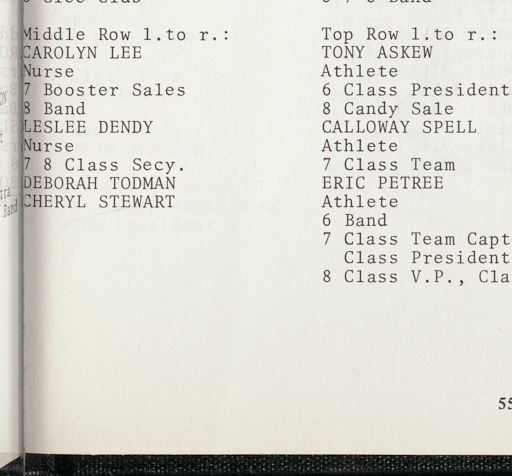 Middle Row l.to r.:
CAROLYN LEE
Nurse
7 Booster Sales
8 Band
LESLEE DENDY
Nurse
7 8 Class Secy.
DEBORAH TODMAN
CHERYL STEWART
Top Row l.to r.:
TONY ASKEW
Athlete
6 Class President
8 Candy Sale
CALLOWAY SPELL
Athlete
7 Class Team
ERIC PETREE
Athlete
6 Band
7 Class Team Capt
Class President
8 Class V.P., Cla
55